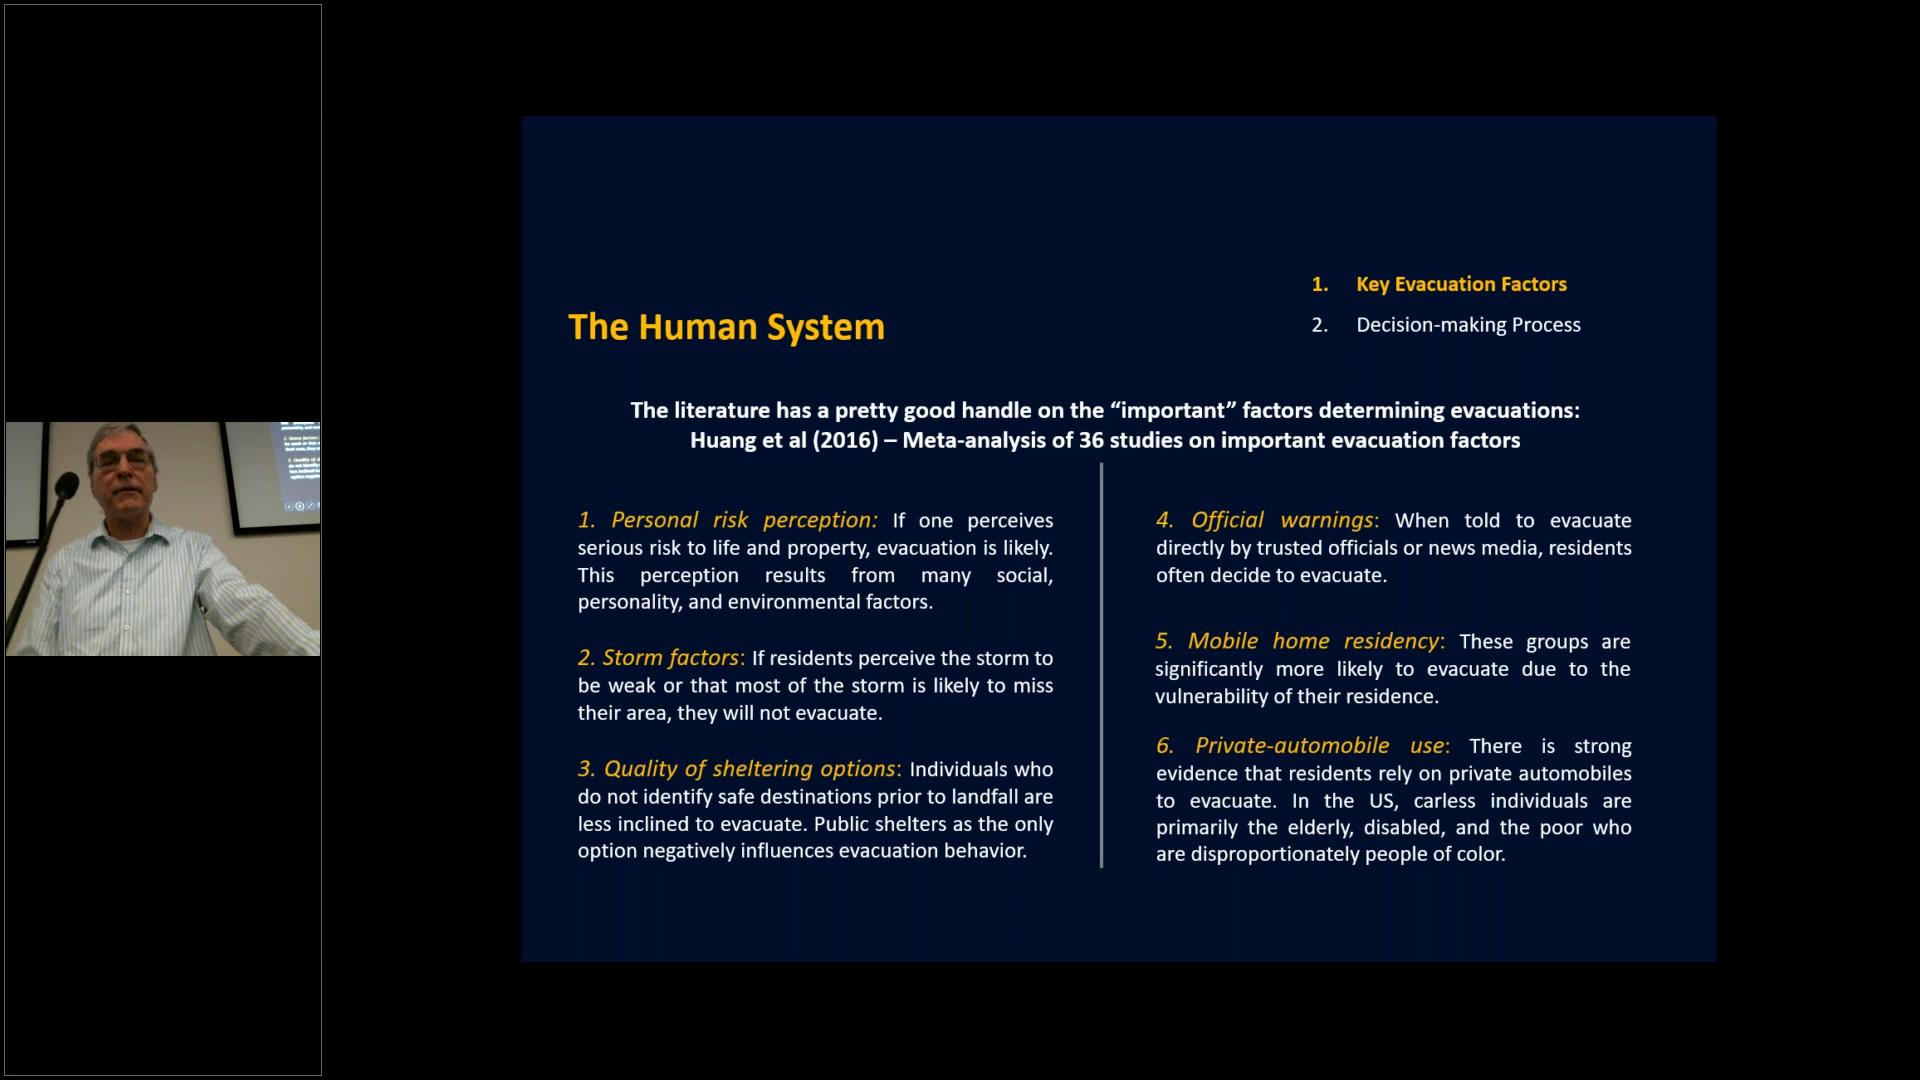 The Human System
1. Key Evacuation Factors
2. Decision-making Process
The literature has a pretty good handle on the “important” factors determining evacuations:
Huang et al (2016) – Meta-analysis of 36 studies on important evacuation factors
1. Personal risk perception: If one perceives
serious risk to life and property, evacuation is likely.
This perception results from many social,
personality, and environmental factors.
2. Storm factors: If residents perceive the storm to
be weak or that most of the storm is likely to miss
their area, they will not evacuate.
3. Quality of sheltering options: Individuals who
do not identify safe destinations prior to landfall are
less inclined to evacuate. Public shelters as the only
option negatively influences evacuation behavior.
4. Official warnings: When told to evacuate
directly by trusted officials or news media, residents
often decide to evacuate.
5. Mobile home residency: These groups are
significantly more likely to evacuate due to the
vulnerability of their residence.
6. Private-automobile use: There is strong
evidence that residents rely on private automobiles
to evacuate. In the US, carless individuals are
primarily the elderly, disabled, and the poor who
are disproportionately people of color.